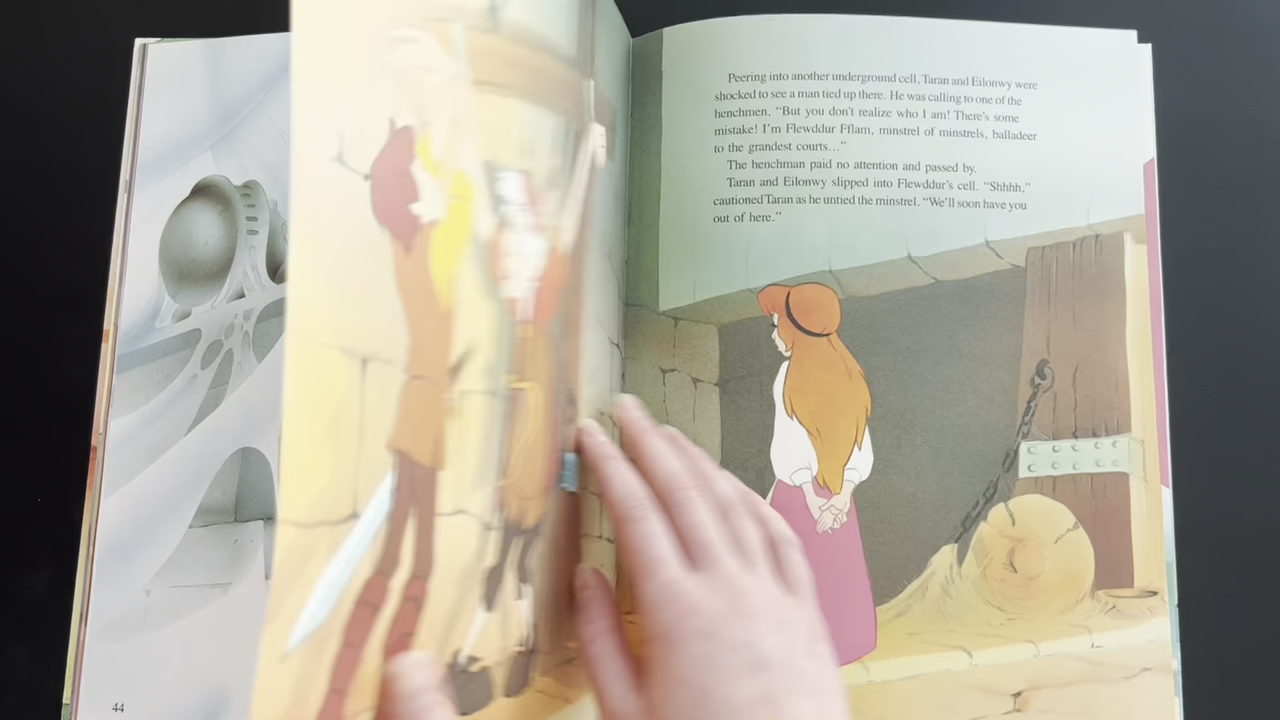 Peering into another underground cell, Taran and Eilonwy were
shocked to see a man tied up there. He was calling to one of the
henchmen, “But you don't realize who I am! There's some
mistake! I'm Flewddur Fflam, minstrel of minstrels, balladeer
to the grandest courts...”
The henchman paid no attention and passed by.
Taran and Eilonwy slipped into Flewddur's cell. “Shhhh,”
cautioned Taran as he untied the minstrel. “We'll soon have you
out of here.”
44